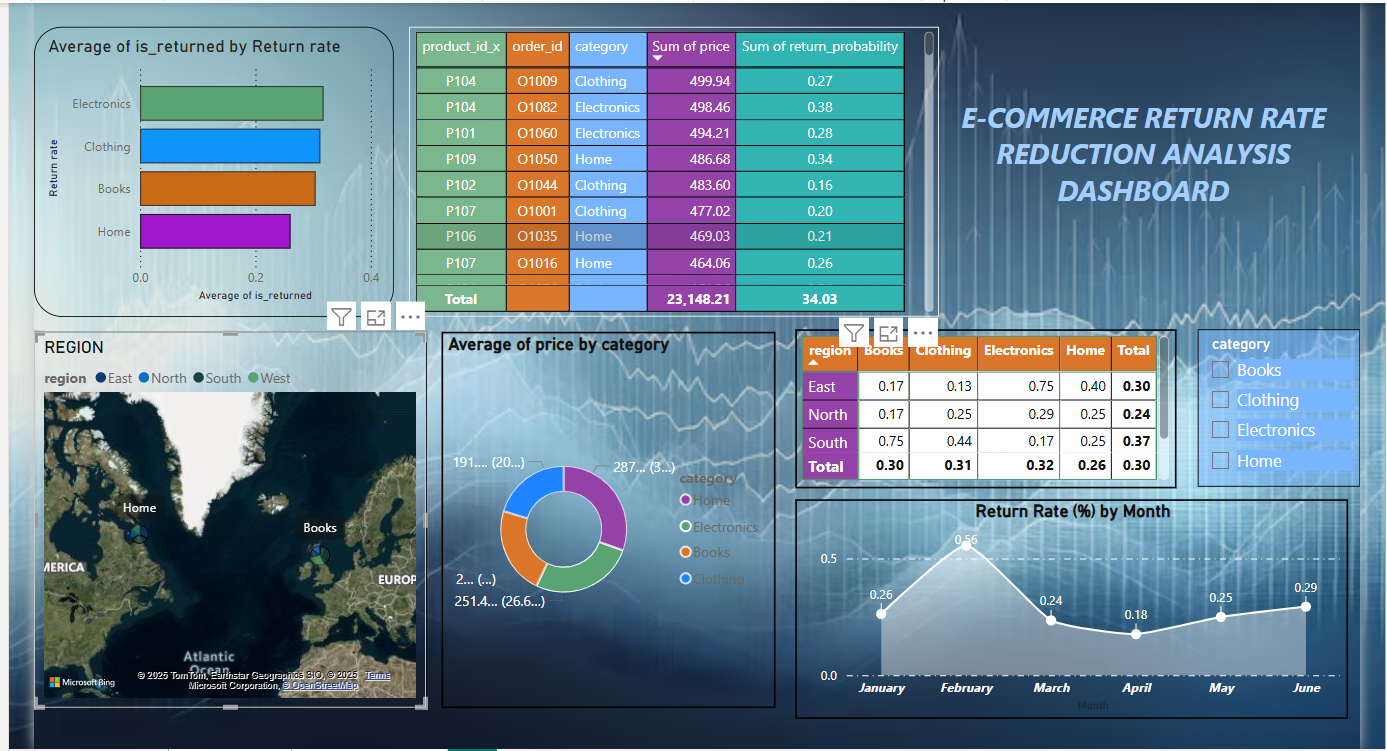 Average of is_returned by Return rate
Return rate
Electronics
Clothing
Books
Home
0.0 0.2 0.4
Average of is_returned
product_id_x order_id category Sum of price Sum of return_probability
P104 O1009 Clothing 499.94 0.27
P104 O1082 Electronics 498.46 0.38
P101 O1060 Electronics 494.21 0.28
P109 O1050 Home 486.68 0.34
P102 O1044 Clothing 483.60 0.16
P107 O1001 Clothing 477.02 0.20
P106 O1035 Home 469.03 0.21
P107 O1016 Home 464.06 0.26
Total 23,148.21 34.03
E-COMMERCE RETURN RATE
REDUCTION ANALYSIS
DASHBOARD
REGION
region East North South West
Home
Books
MERICA
EUROP
Atlantic
Ocean
Microsoft Bing
© 2025 TomTom, Earthstar Geographics SIO, © 2025 Terms
Microsoft Corporation, © OpenStreetMap
Average of price by category
191.... (20...)
287... (3...)
2... (...)
251.4... (26.6...)
category
Home
Electronics
Books
Clothing
region Books Clothing Electronics Home Total
East 0.17 0.13 0.75 0.40 0.30
North 0.17 0.25 0.29 0.25 0.24
South 0.75 0.44 0.17 0.25 0.37
Total 0.30 0.31 0.32 0.26 0.30
category
Books
Clothing
Electronics
Home
Return Rate (%) by Month
0.5
0.0
0.26
0.56
0.24
0.18
0.25
0.29
January February March April May June
Month